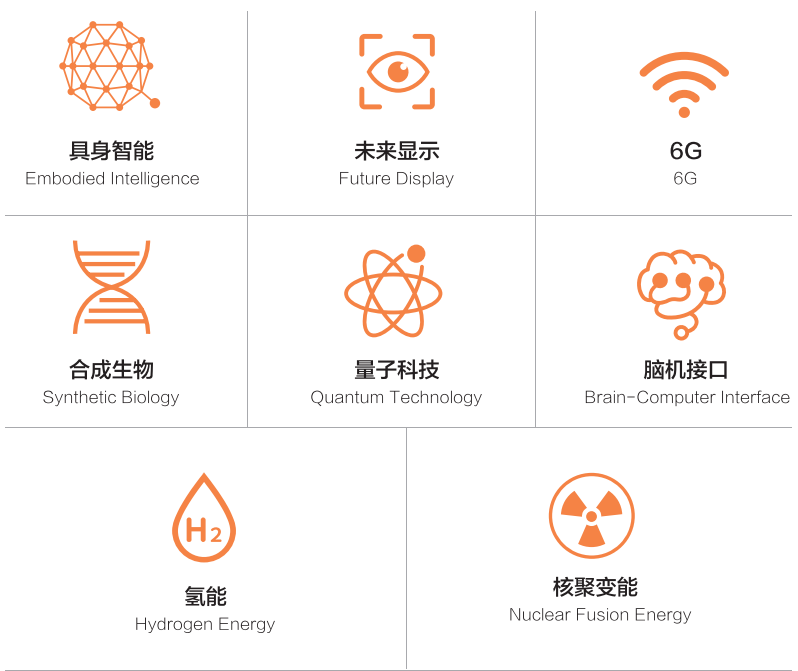 具身智能
Embodied Intelligence
未来显示
Future Display
6G
6G
合成生物
Synthetic Biology
量子科技
Quantum Technology
脑机接口
Brain-Computer Interface
H2
氢能
Hydrogen Energy
核聚变能
Nuclear Fusion Energy